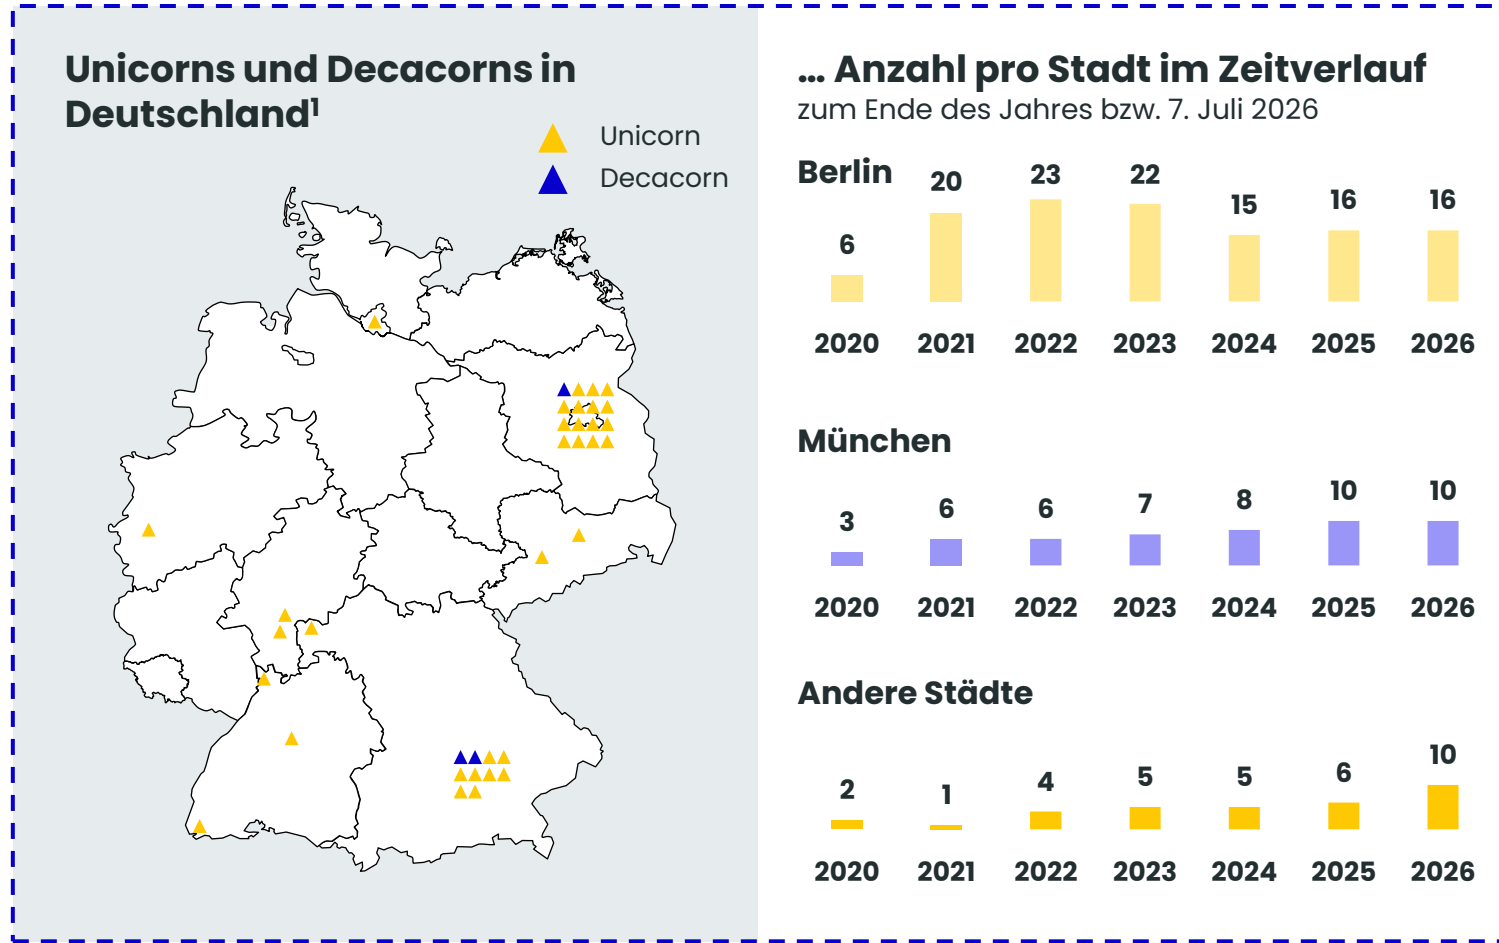 Unicorns und Decacorns in
Deutschland¹
Unicorn
Decacorn
... Anzahl pro Stadt im Zeitverlauf
zum Ende des Jahres bzw. 7. Juli 2026
Berlin
6 20 23 22 15 16 16
2020 2021 2022 2023 2024 2025 2026
München
3 6 6 7 8 10 10
2020 2021 2022 2023 2024 2025 2026
Andere Städte
2 1 4 5 5 6 10
2020 2021 2022 2023 2024 2025 2026